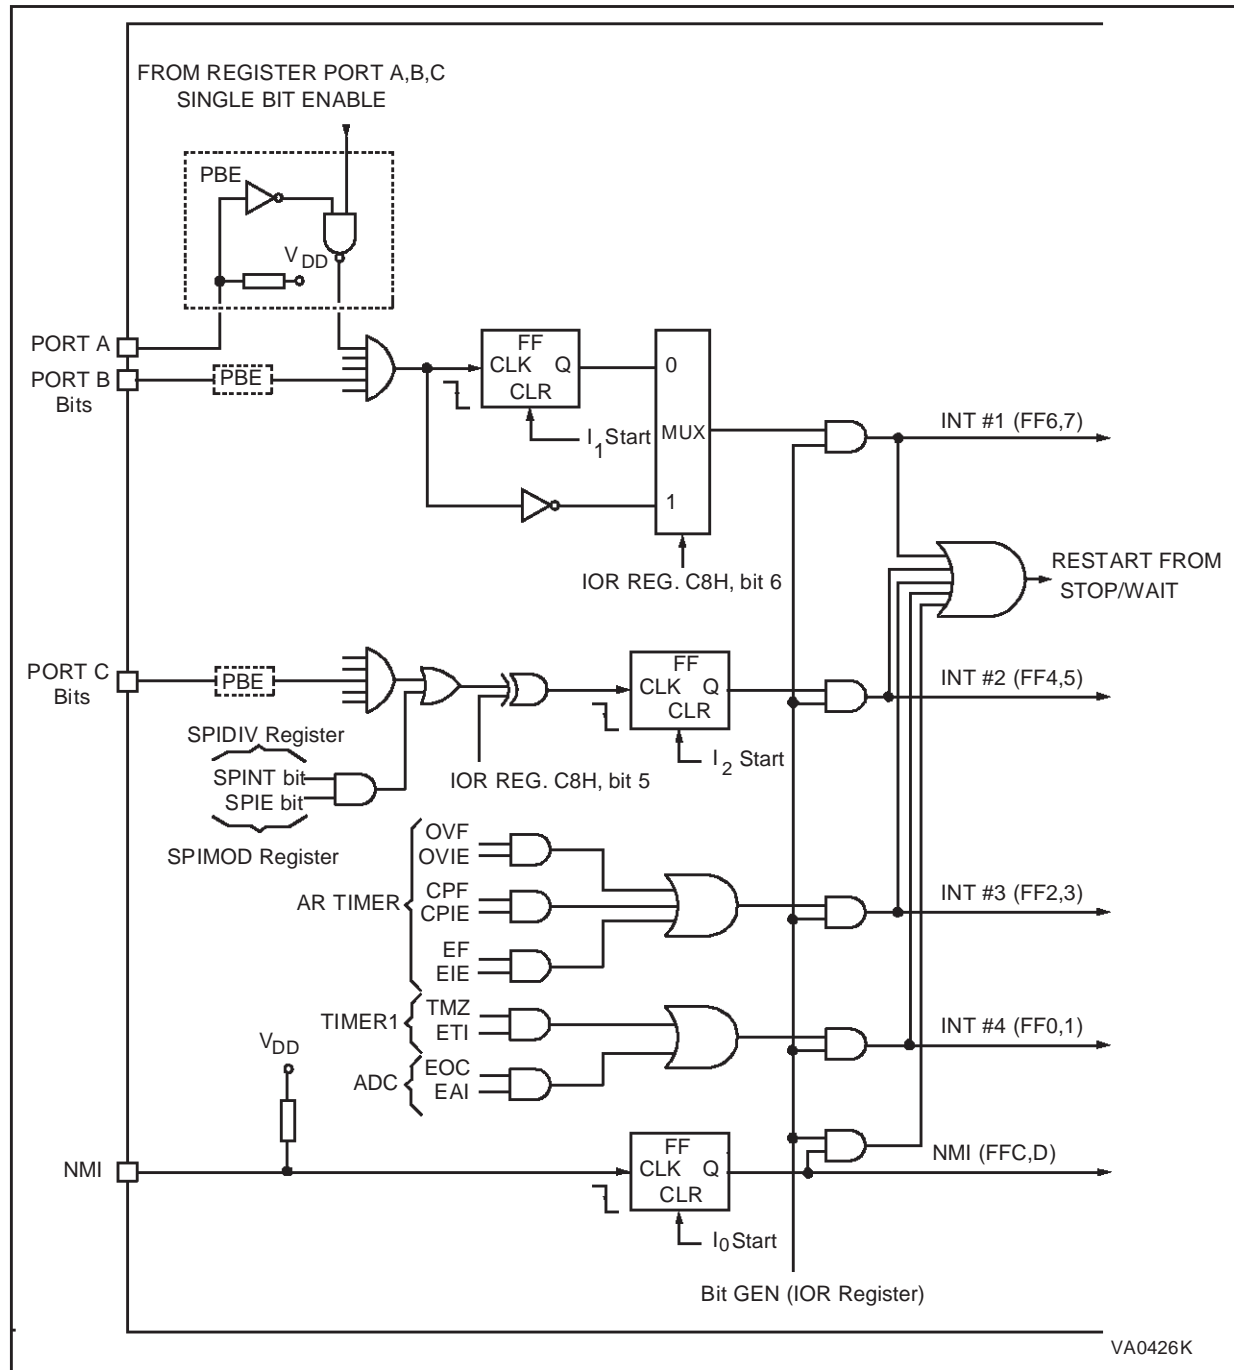 FROM REGISTER PORT A,B,C
SINGLE BIT ENABLE
PBE
VDD
PORT A
PORT B
Bits
PBE
FF
CLK Q
CLR
I1 Start
0
MUX
1
IOR REG. C8H, bit 6
INT #1 (FF6,7)
RESTART FROM
STOP/WAIT
PORT C
Bits
PBE
SPIDIV Register
SPINT bit
SPIE bit
SPIMOD Register
IOR REG. C8H, bit 5
FF
CLK Q
CLR
I2 Start
INT #2 (FF4,5)
AR TIMER
OVF
OVIE
CPF
CPIE
EF
EIE
INT #3 (FF2,3)
TIMER1
TMZ
ETI
ADC
EOC
EAI
INT #4 (FF0,1)
VDD
NMI
FF
CLK Q
CLR
I0 Start
NMI (FFC,D)
Bit GEN (IOR Register)
VA0426K